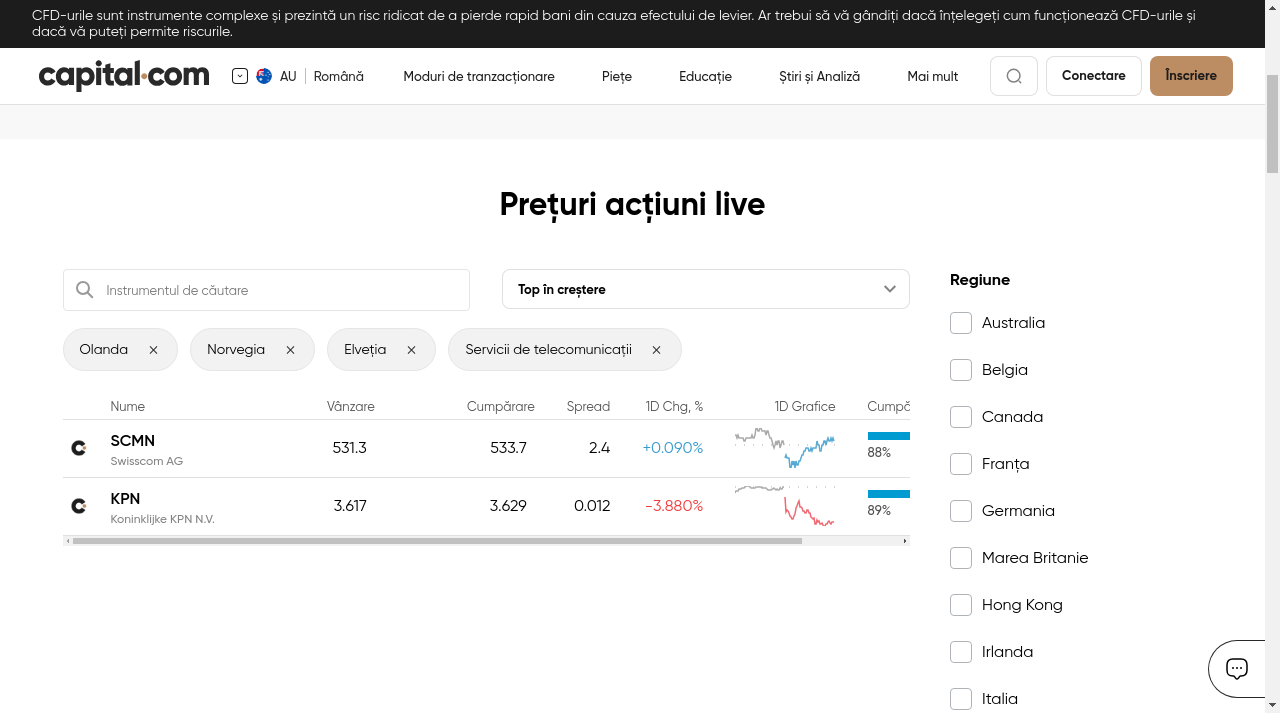 CFD-urile sunt instrumente complexe și prezintă un risc ridicat de a pierde rapid bani din cauza efectului de levier. Ar trebui să vă gândiți dacă înțelegeți cum funcționează CFD-urile și
dacă vă puteți permite riscurile.
capital.com
AU
Română
Moduri de tranzacționare
Piețe
Educație
Știri și Analiză
Mai mult
Conectare
Înscriere
Prețuri acțiuni live
Instrumentul de căutare
Top în creștere
Olanda
Norvegia
Elveția
Servicii de telecomunicații
Nume Vânzare Cumpărare Spread 1D Chg, % 1D Grafice Cumpă
SCMN 531.3 533.7 2.4 +0.090% 88%
Swisscom AG
KPN 3.617 3.629 0.012 -3.880% 89%
Koninklijke KPN N.V.
Regiune
Australia
Belgia
Canada
Franța
Germania
Marea Britanie
Hong Kong
Irlanda
Italia